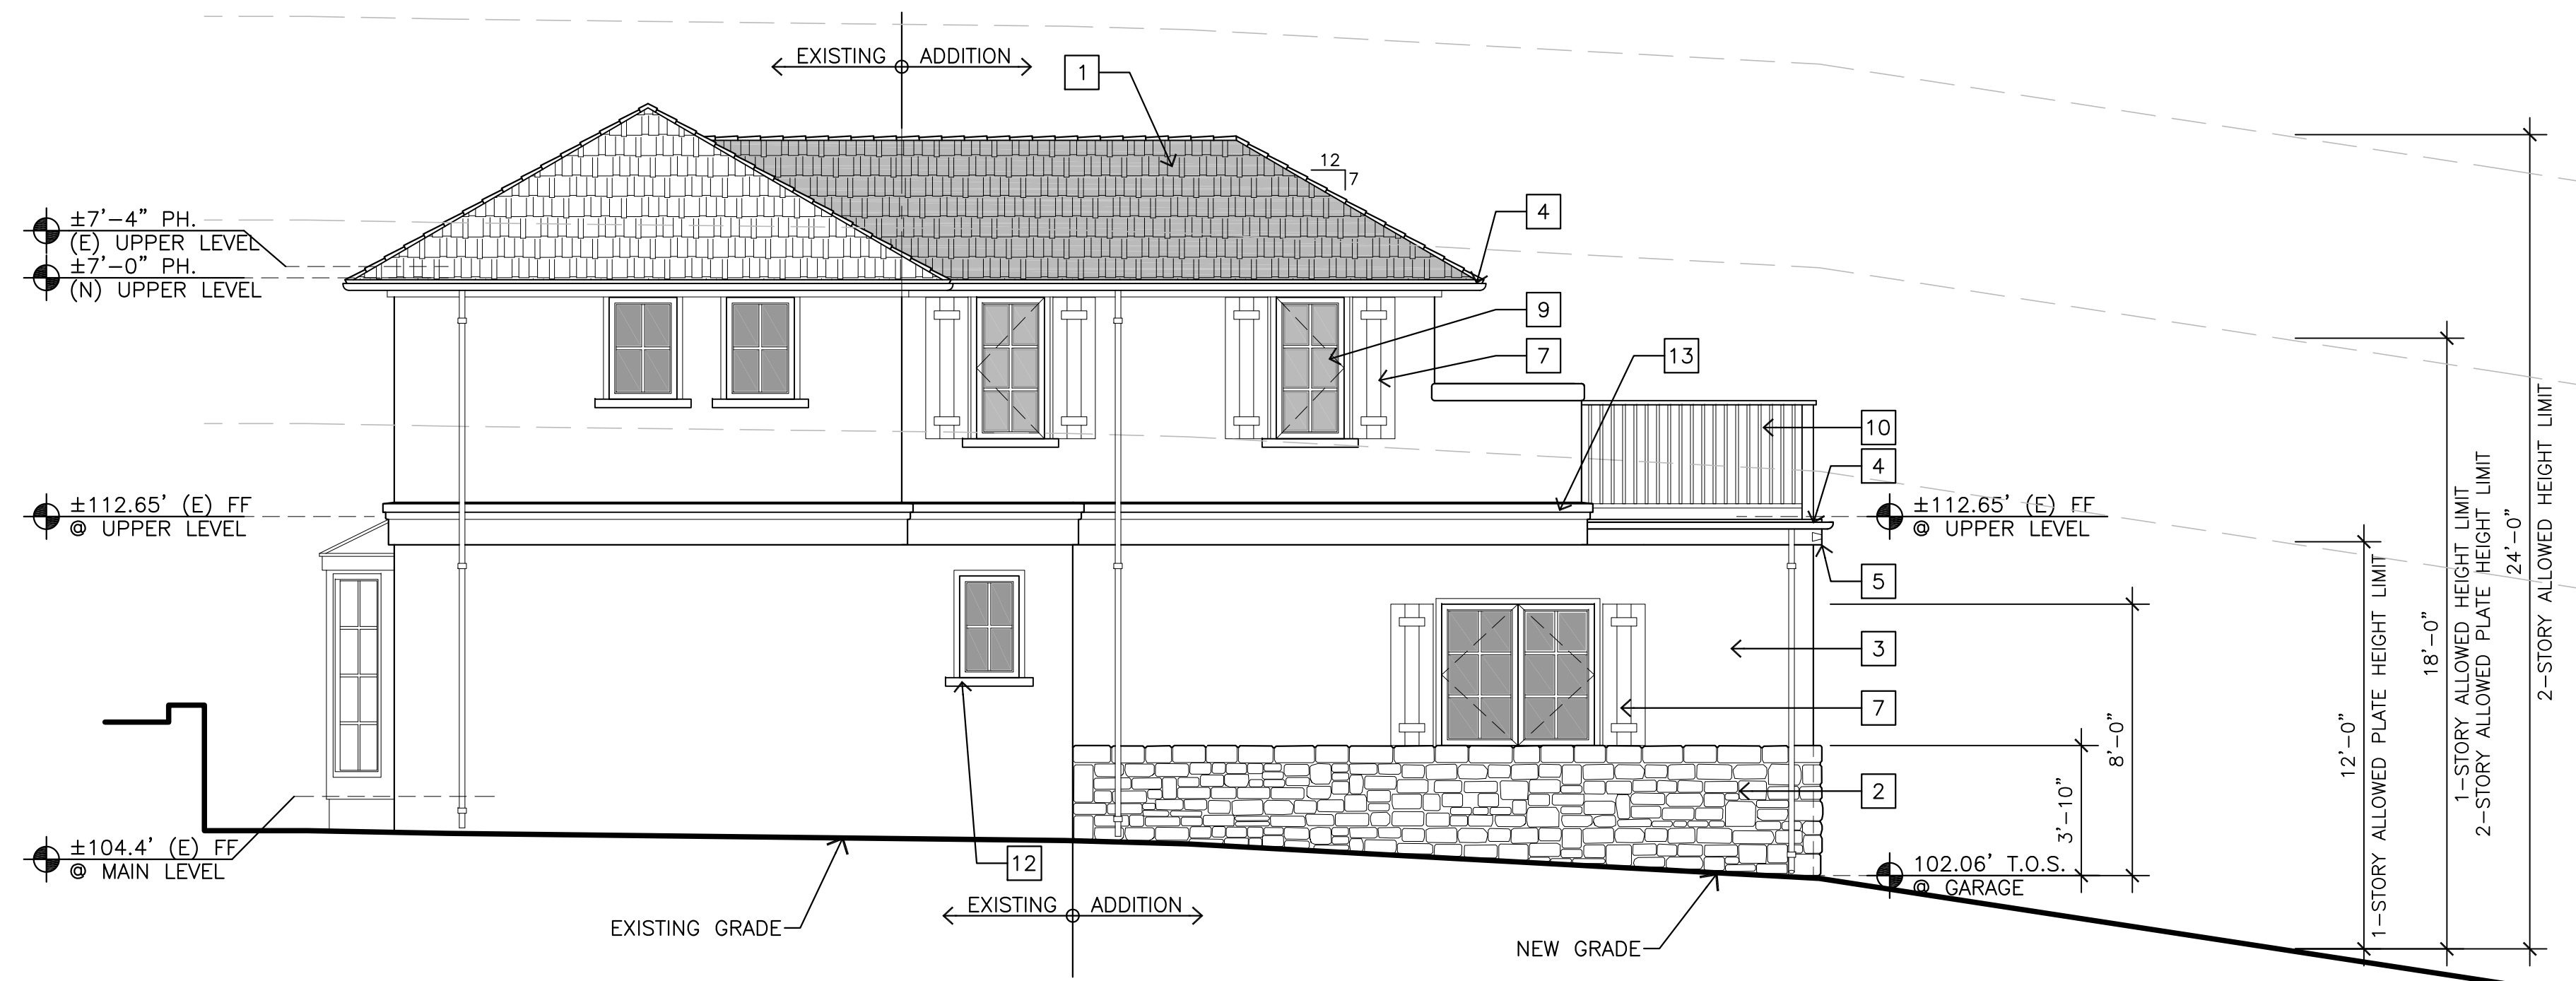 EXISTING ADDITION
1
12
7
4
±7'-4" PH.
(E) UPPER LEVEL
±7'-0" PH.
(N) UPPER LEVEL
9
7
13
10
4
±112.65' (E) FF
@ UPPER LEVEL
±112.65' (E) FF
@ UPPER LEVEL
5
3
7
2
±104.4' (E) FF
@ MAIN LEVEL
12
102.06' T.O.S.
@ GARAGE
EXISTING ADDITION
EXISTING GRADE
NEW GRADE
3'-10"
8'-0"
12'-0"
1-STORY ALLOWED PLATE HEIGHT LIMIT
18'-0"
1-STORY ALLOWED HEIGHT LIMIT
2-STORY ALLOWED PLATE HEIGHT LIMIT
24'-0"
2-STORY ALLOWED HEIGHT LIMIT